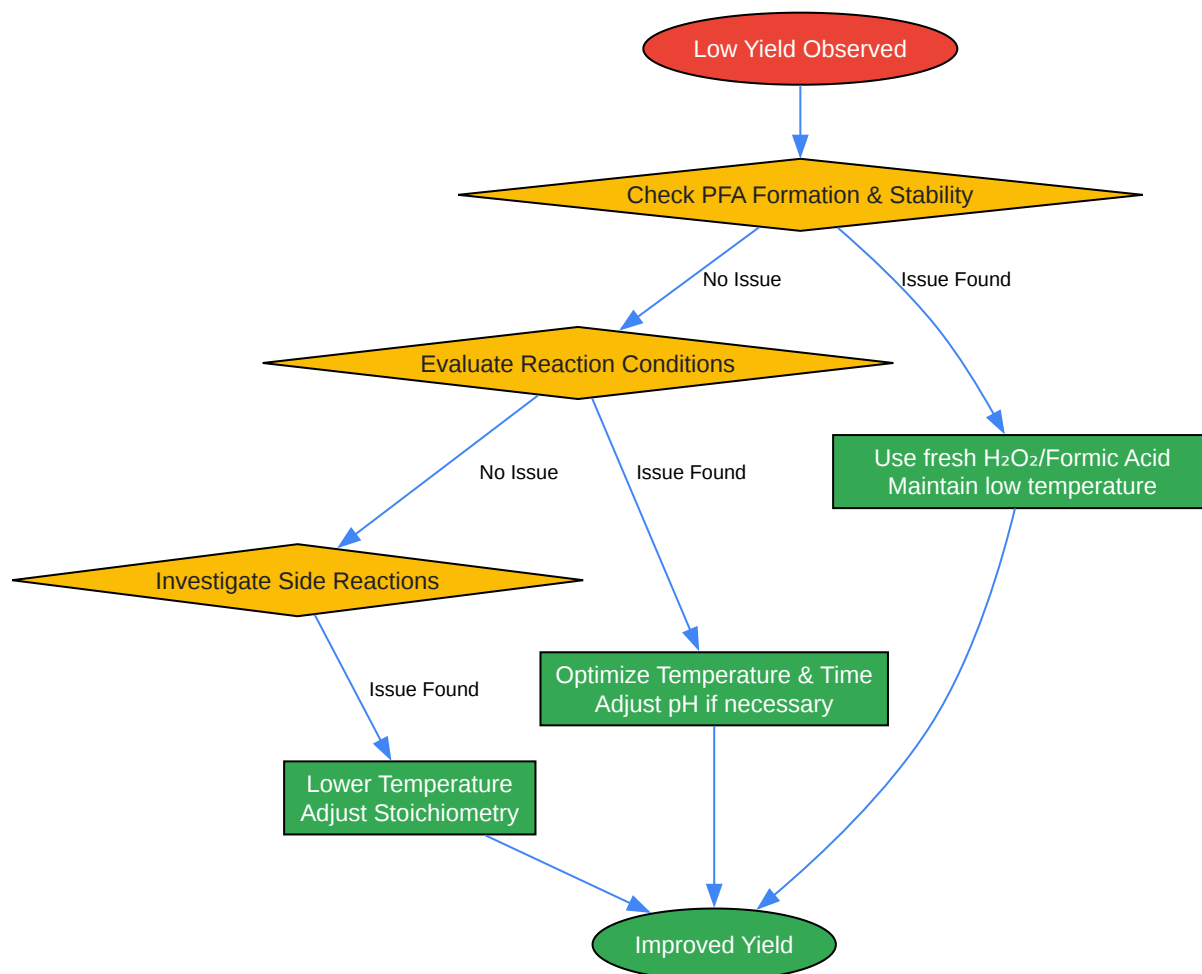 Low Yield Observed
Check PFA Formation & Stability
No Issue
Issue Found
Evaluate Reaction Conditions
Use fresh H₂O₂/Formic Acid
Maintain low temperature
No Issue
Issue Found
Investigate Side Reactions
Optimize Temperature & Time
Adjust pH if necessary
Issue Found
Lower Temperature
Adjust Stoichiometry
Improved Yield